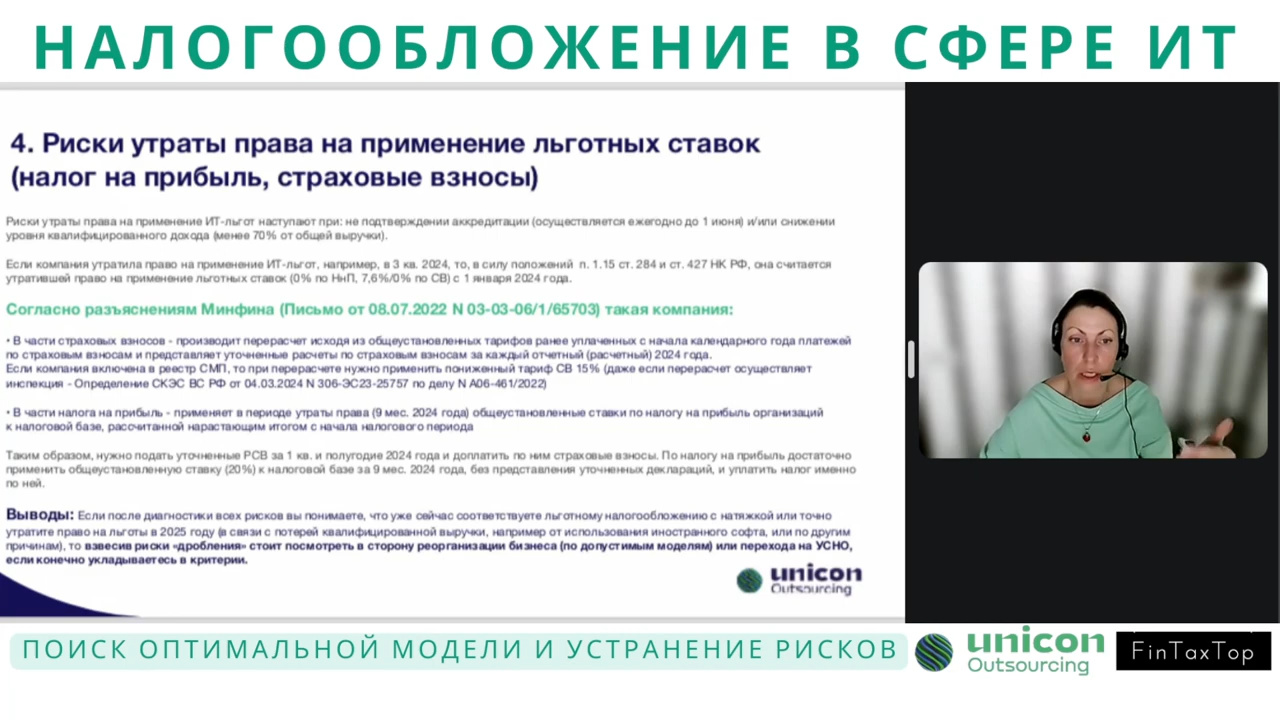 НАЛОГООБЛОЖЕНИЕ В СФЕРЕ ИТ
4. Риски утраты права на применение льготных ставок
(налог на прибыль, страховые взносы)
Риски утраты права на применение ИТ-льгот наступают при: не подтверждении аккредитации (осуществляется ежегодно до 1 июня) и/или снижении
уровня квалифицированного дохода (менее 70% от общей выручки).
Если компания утратила право на применение ИТ-льгот, например, в 3 кв. 2024, то, в силу положений п. 1.15 ст. 284 и ст. 427 НК РФ, она считается
утратившей право на применение льготных ставок (0% по НнП, 7,6%/0% по СВ) с 1 января 2024 года.
Согласно разъяснениям Минфина (Письмо от 08.07.2022 N 03-03-06/1/65703) такая компания:
• В части страховых взносов - производит перерасчет исходя из общеустановленных тарифов ранее уплаченных с начала календарного года платежей
по страховым взносам и представляет уточненные расчеты по страховым взносам за каждый отчетный (расчетный) 2024 года.
Если компания включена в реестр СМП, то при перерасчете нужно применить пониженный тариф СВ 15% (даже если перерасчет осуществляет
инспекция - Определение СКЭС ВС РФ от 04.03.2024 N 306-ЭС23-25757 по делу N А06-461/2022)
• В части налога на прибыль - применяет в периоде утраты права (9 мес. 2024 года) общеустановленные ставки по налогу на прибыль организаций
к налоговой базе, рассчитанной нарастающим итогом с начала налогового периода
Таким образом, нужно подать уточненные РСВ за 1 кв. и полугодие 2024 года и доплатить по ним страховые взносы. По налогу на прибыль достаточно
применить общеустановленную ставку (20%) к налоговой базе за 9 мес. 2024 года, без представления уточненных деклараций, и уплатить налог именно
по ней.
Выводы: Если после диагностики всех рисков вы понимаете, что уже сейчас соответствуете льготному налогообложению с натяжкой или точно
утратите право на льготы в 2025 году (в связи с потерей квалифицированной выручки, например от использования иностранного софта, или по другим
причинам), то взвесив риски «дробления» стоит посмотреть в сторону реорганизации бизнеса (по допустимым моделям) или перехода на УСНО,
если конечно укладываетесь в критерии.
unicon
Outsourcing
ПОИСК ОПТИМАЛЬНОЙ МОДЕЛИ И УСТРАНЕНИЕ РИСКОВ
unicon
Outsourcing
FinTaxTop